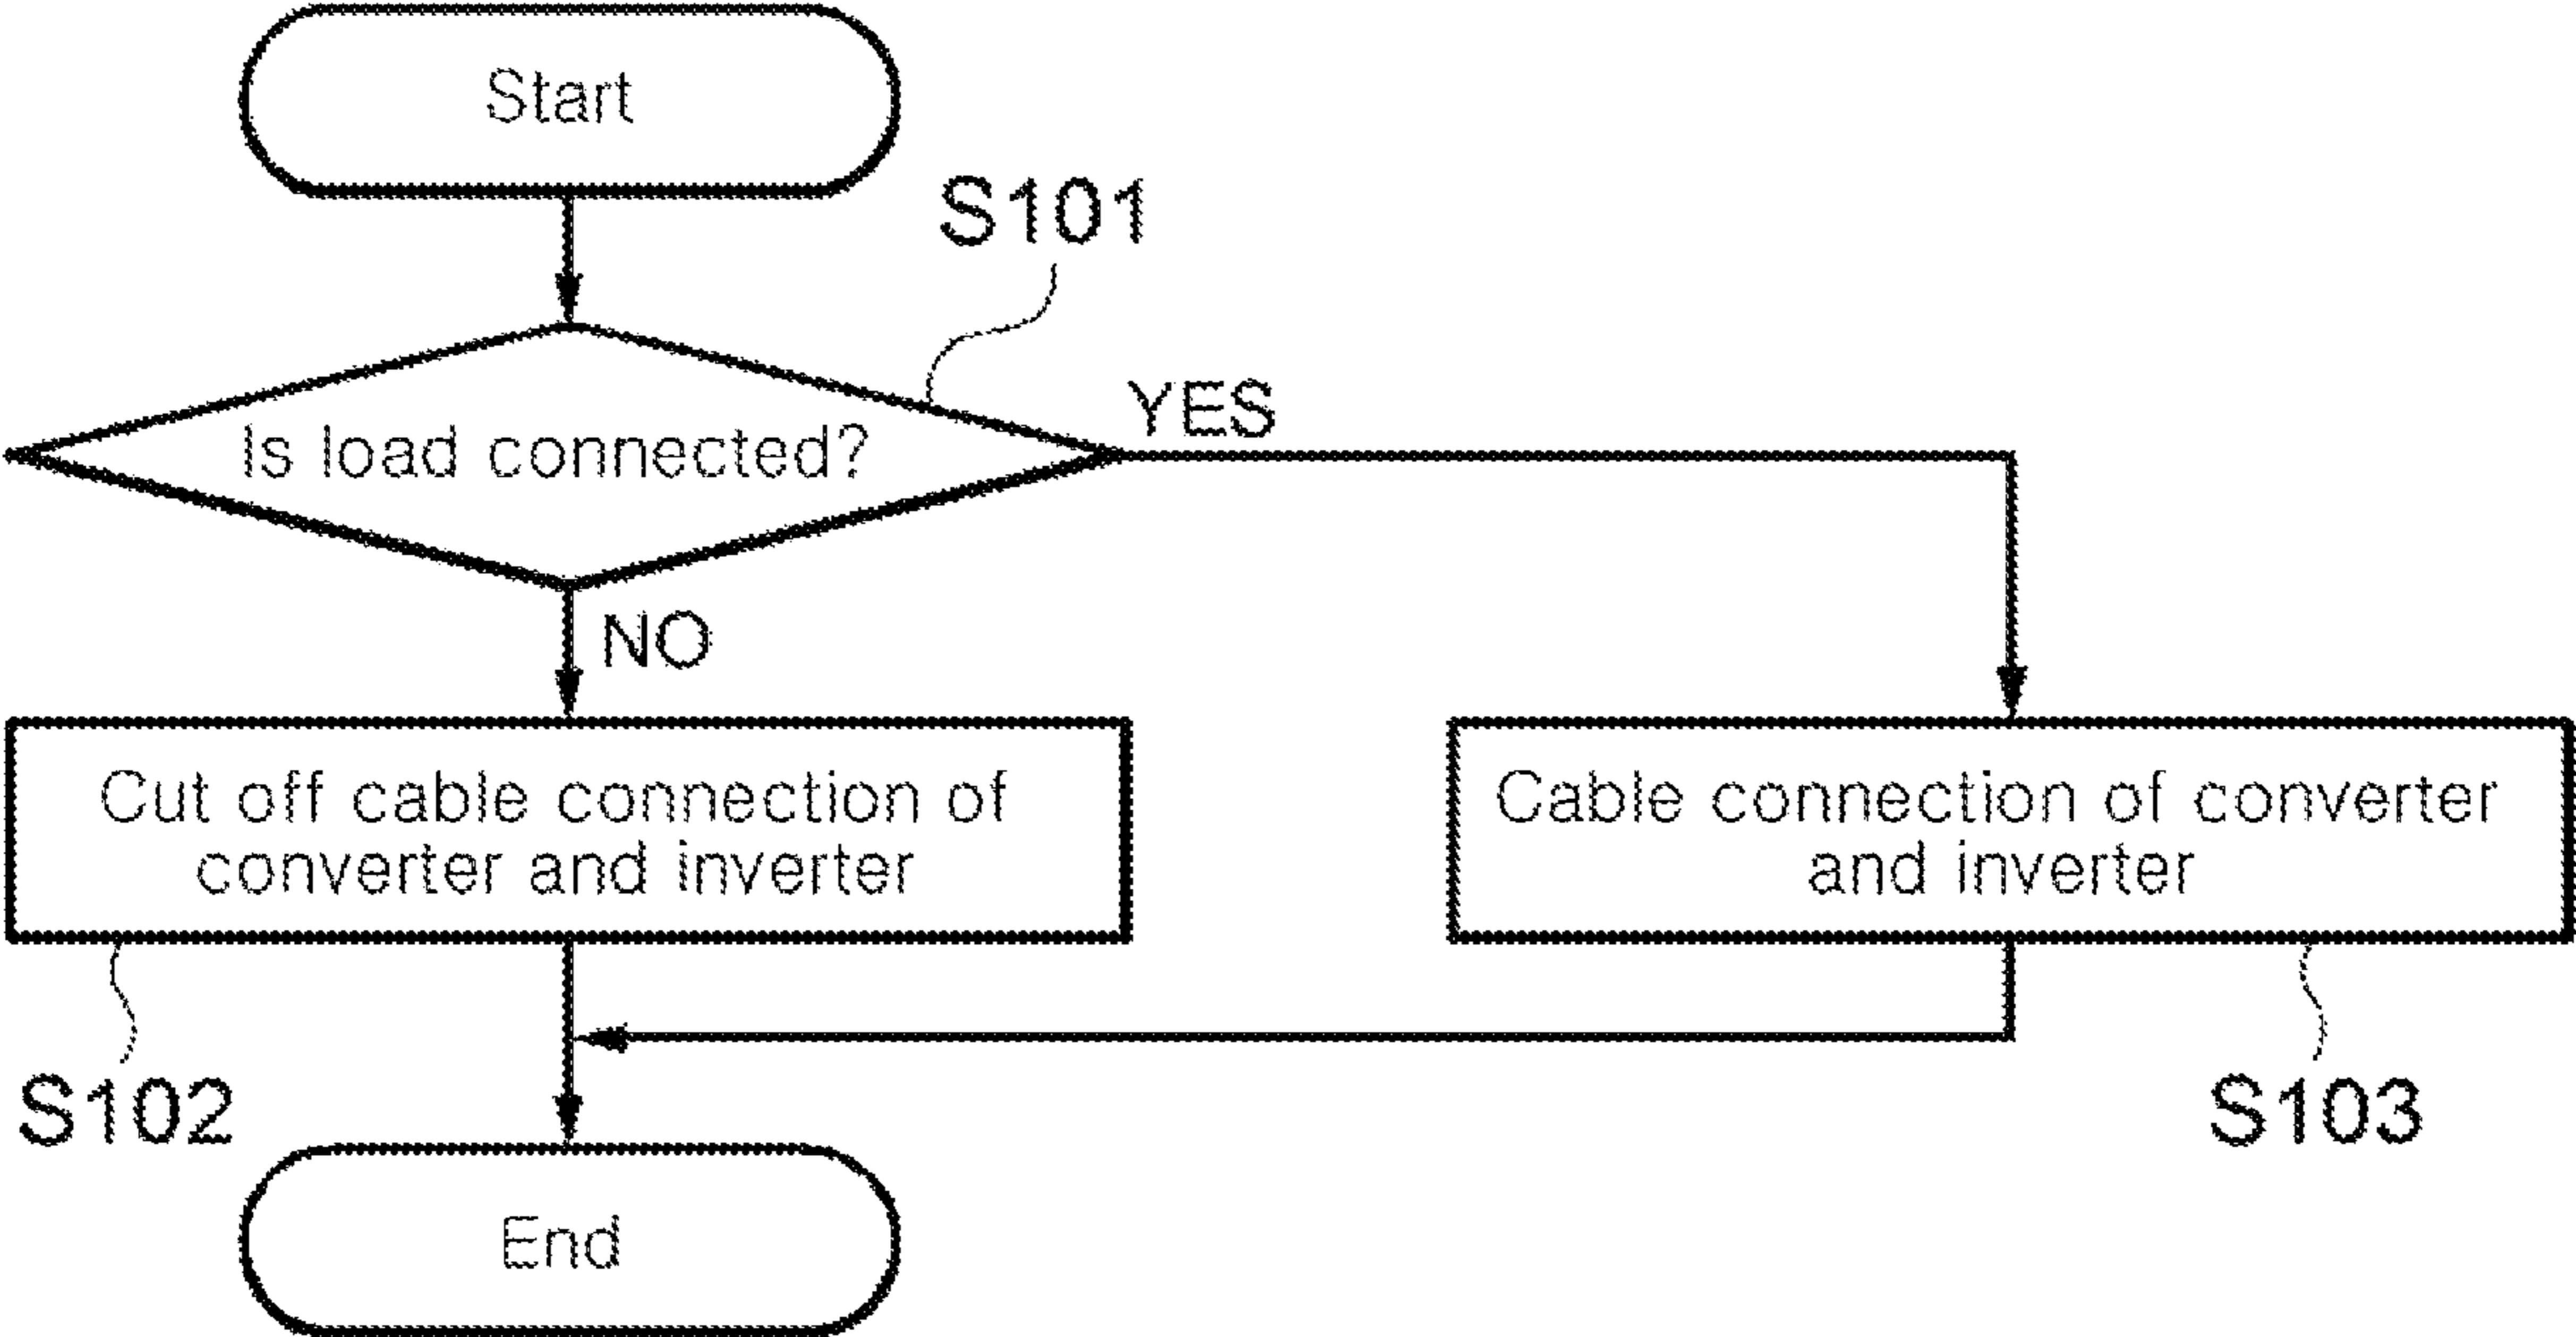 Start
S101
Is load connected?
YES
NO
Cut off cable connection of
converter and inverter
Cable connection of converter
and inverter
S102
S103
End